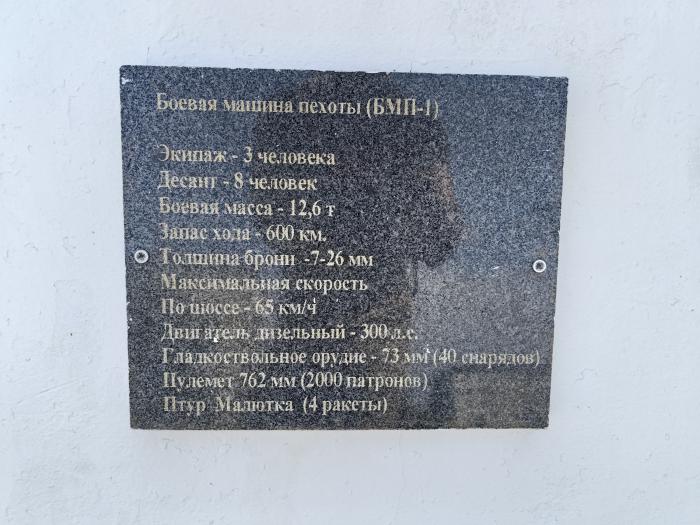 Боевая машина пехоты (БМП-1)
Экипаж - 3 человека
Десант - 8 человек
Боевая масса - 12,6 т
Запас хода - 600 км.
Толшина брони -7-26 мм
Максимальная скорость
По шоссе - 65 км/ч
Двигатель дизельный - 300 л.с.
Гладкоствольное орудие - 73 мм (40 снарядов)
Пулемет 762 мм (2000 патронов)
Птур Малютка (4 ракеты)